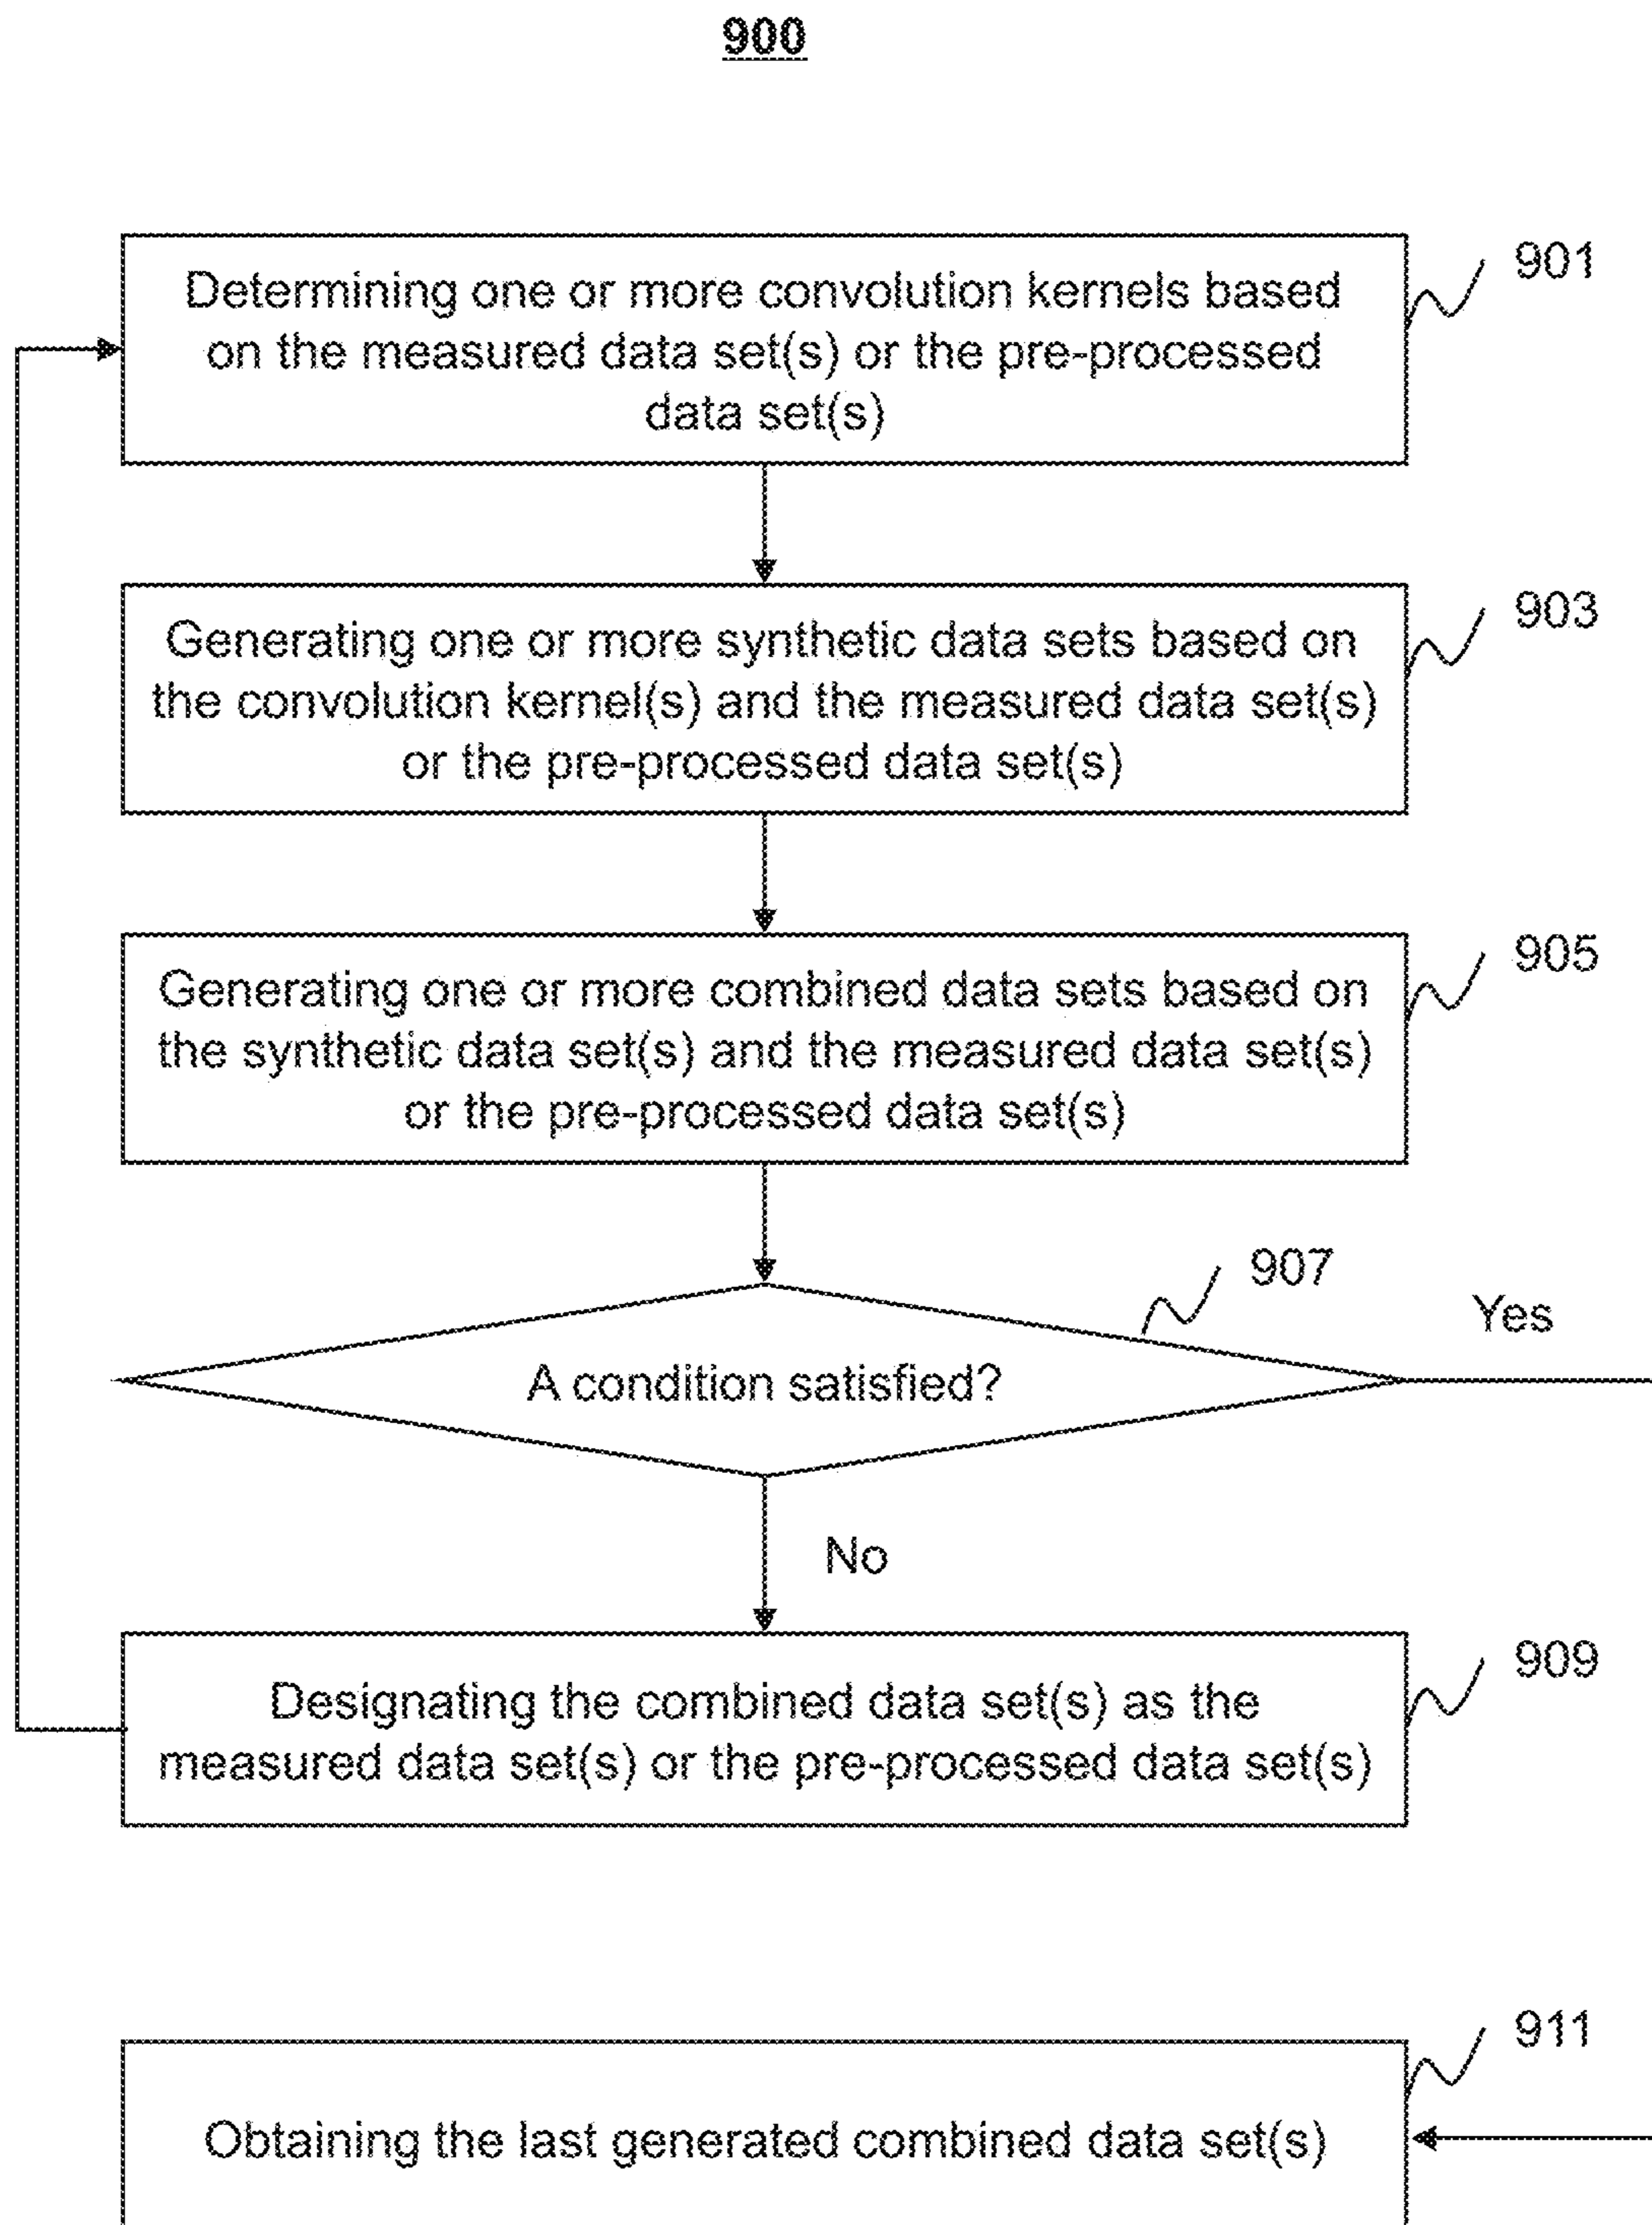 900
901
Determining one or more convolution kernels based
on the measured data set(s) or the pre-processed
data set(s)
903
Generating one or more synthetic data sets based on
the convolution kernel(s) and the measured data set(s)
or the pre-processed data set(s)
905
Generating one or more combined data sets based on
the synthetic data set(s) and the measured data set(s)
or the pre-processed data set(s)
907
Yes
A condition satisfied?
No
909
Designating the combined data set(s) as the
measured data set(s) or the pre-processed data set(s)
911
Obtaining the last generated combined data set(s)